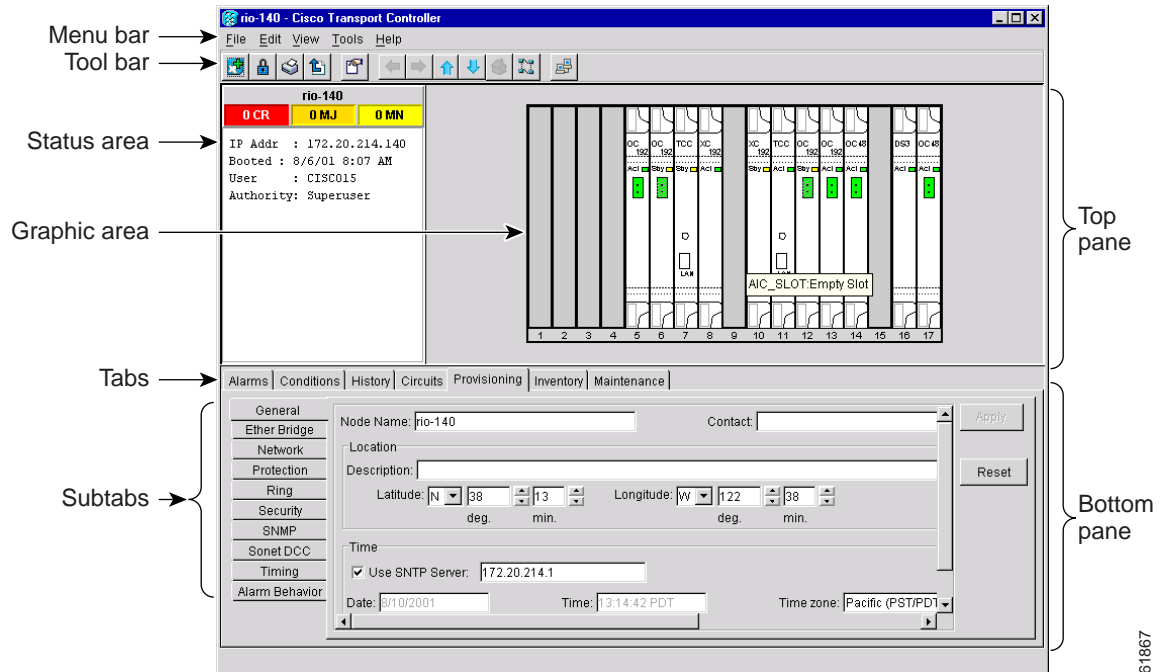 rio-140 - Cisco Transport Controller
Menu bar
File Edit View Tools Help
Tool bar
rio-140
0 CR 0 MJ 0 MN
Status area
IP Addr : 172.20.214.140
Booted : 8/6/01 8:07 AM
User : CISC015
Authority: Superuser
Graphic area
OC 192 OC 192 TCC XC 192 XC 192 TCC OC 192 OC 192 OC48 DS3 OC48
Act Sby Sby Act Sby Act Sby Act Act Act Act
LAN LAN
AIC_SLOT:Empty Slot
1 2 3 4 5 6 7 8 9 10 11 12 13 14 15 16 17
Top
pane
Tabs
Alarms Conditions History Circuits Provisioning Inventory Maintenance
Subtabs
General
Ether Bridge
Network
Protection
Ring
Security
SNMP
Sonet DCC
Timing
Alarm Behavior
Node Name: rio-140 Contact:
Apply
Location
Description:
Reset
Latitude: N 38 13 Longitude: W 122 38
deg. min. deg. min.
Time
Use SNTP Server: 172.20.214.1
Date: 8/10/2001 Time: 13:14:42 PDT Time zone: Pacific (PST/PDT
Bottom
pane
61867